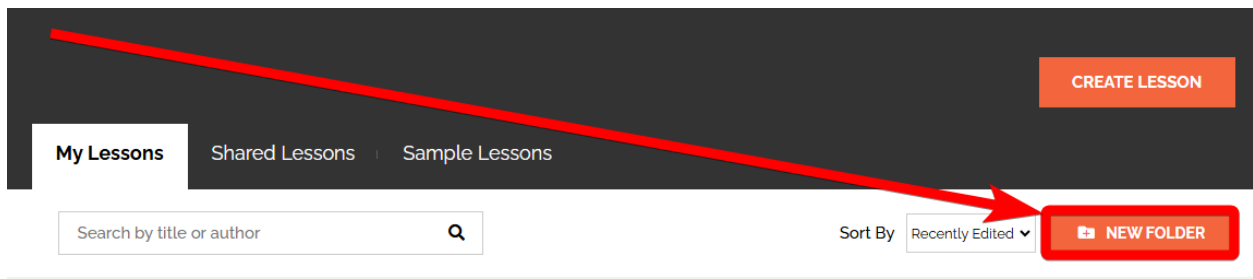 CREATE LESSON
My Lessons Shared Lessons Sample Lessons
Search by title or author Sort By Recently Edited NEW FOLDER